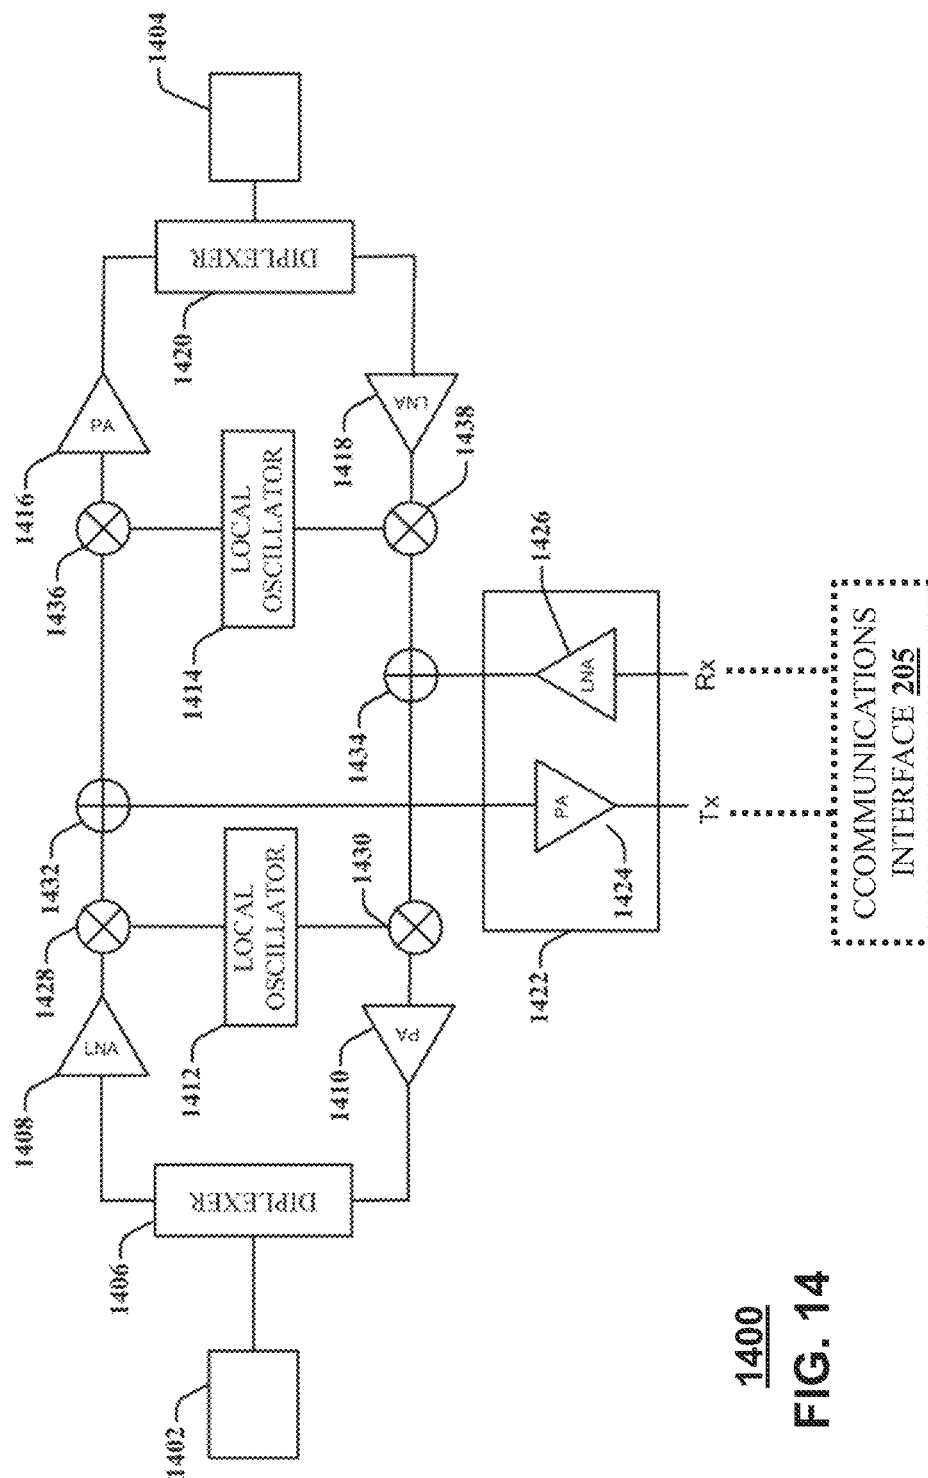 1408
1416
1428
1432
1436
LNA
PA
1406
1404
1402
1412
1414
1420
DIPLEXER
LOCAL
OSCILLATOR
LOCAL
OSCILLATOR
DIPLEXER
1410
1430
1434
1418
1438
PA
LNA
1422
1424
1426
PA
LNA
Tx
Rx
CCOMMUNICATIONS
INTERFACE 205
1400
FIG. 14